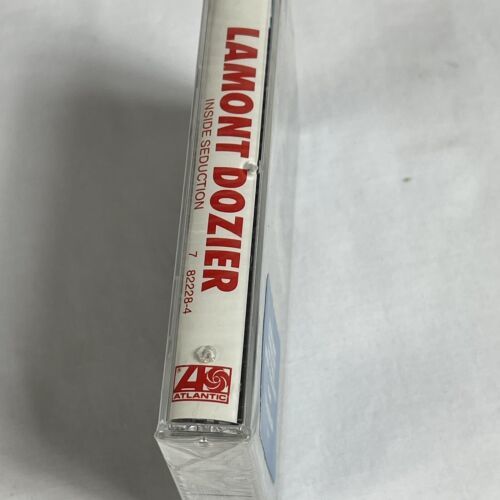 LAMONT DOZIER
INSIDE SEDUCTION
7 82228-4
ATLANTIC